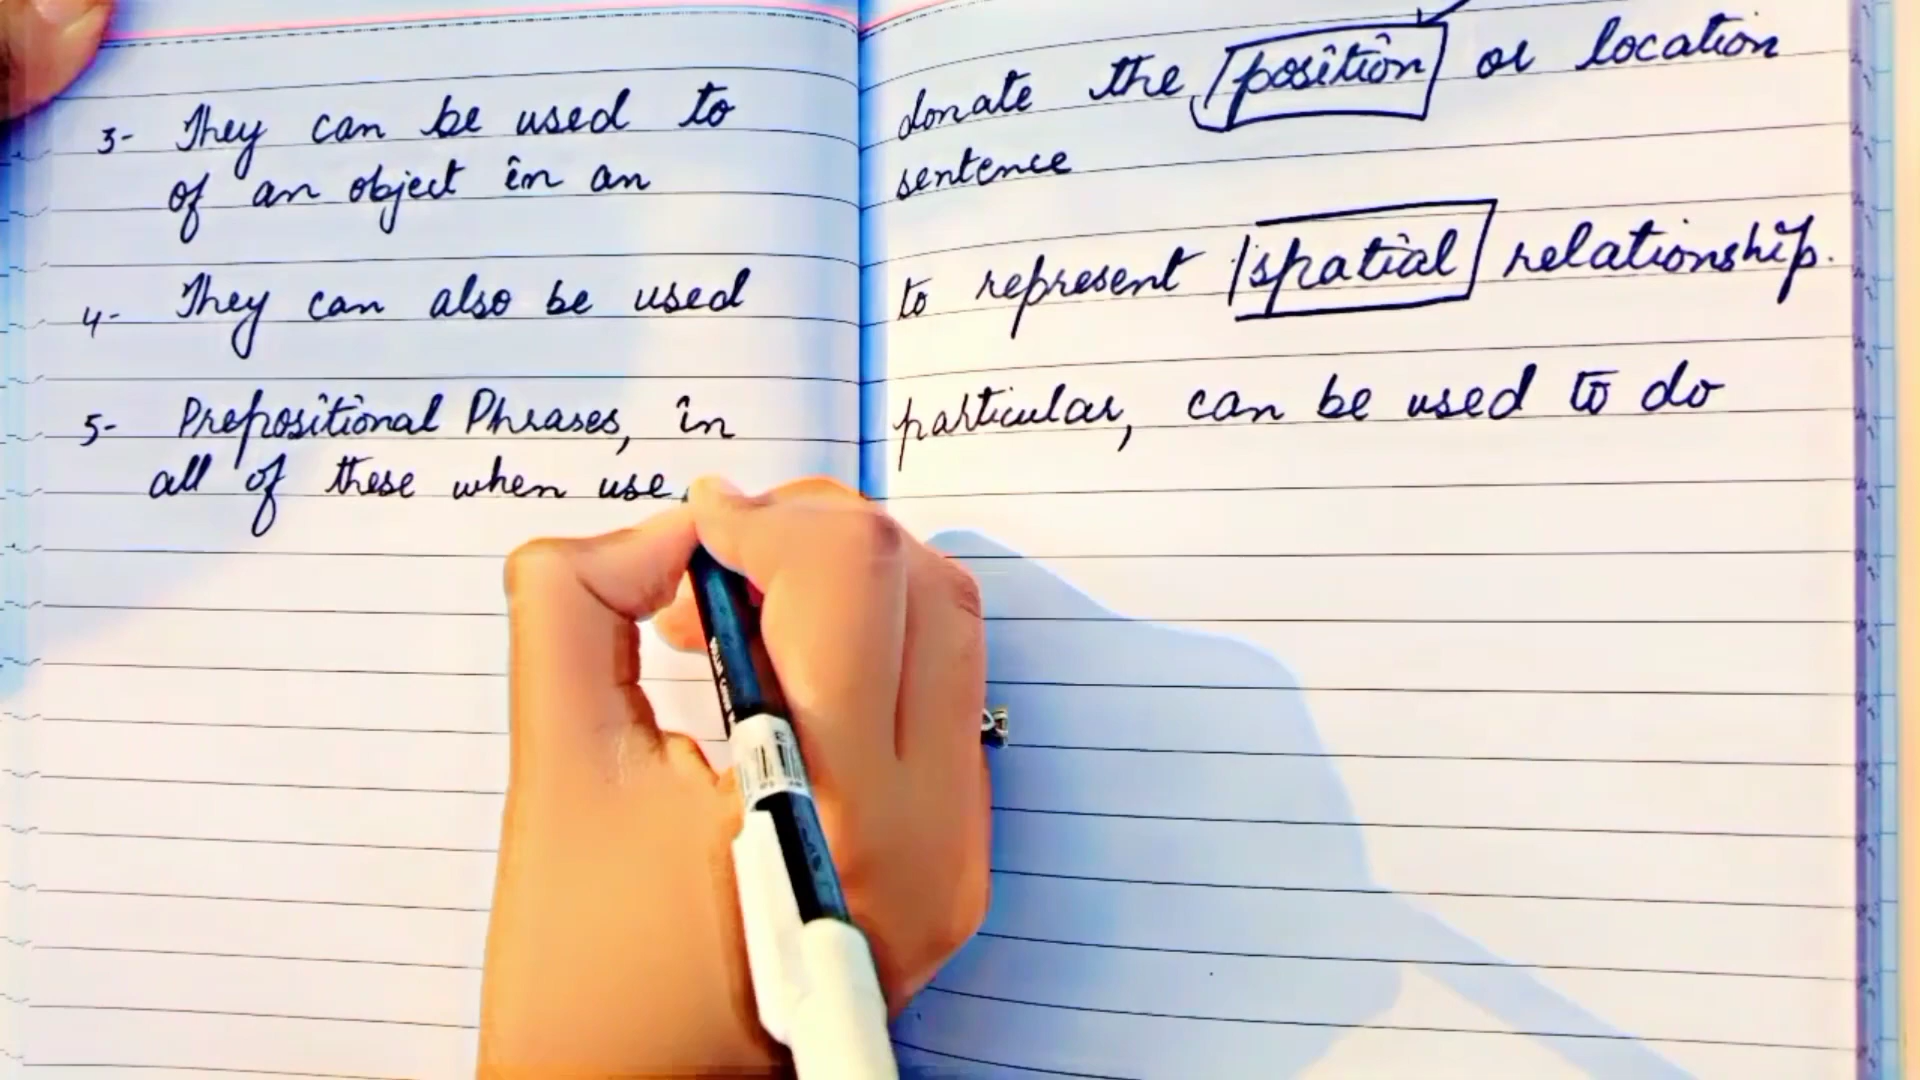 3- They can be used to donate the position or location
of an object in an sentence
4- They can also be used to represent spatial relationship.
5- Prepositional Phrases, in particular, can be used to do
all of these when use